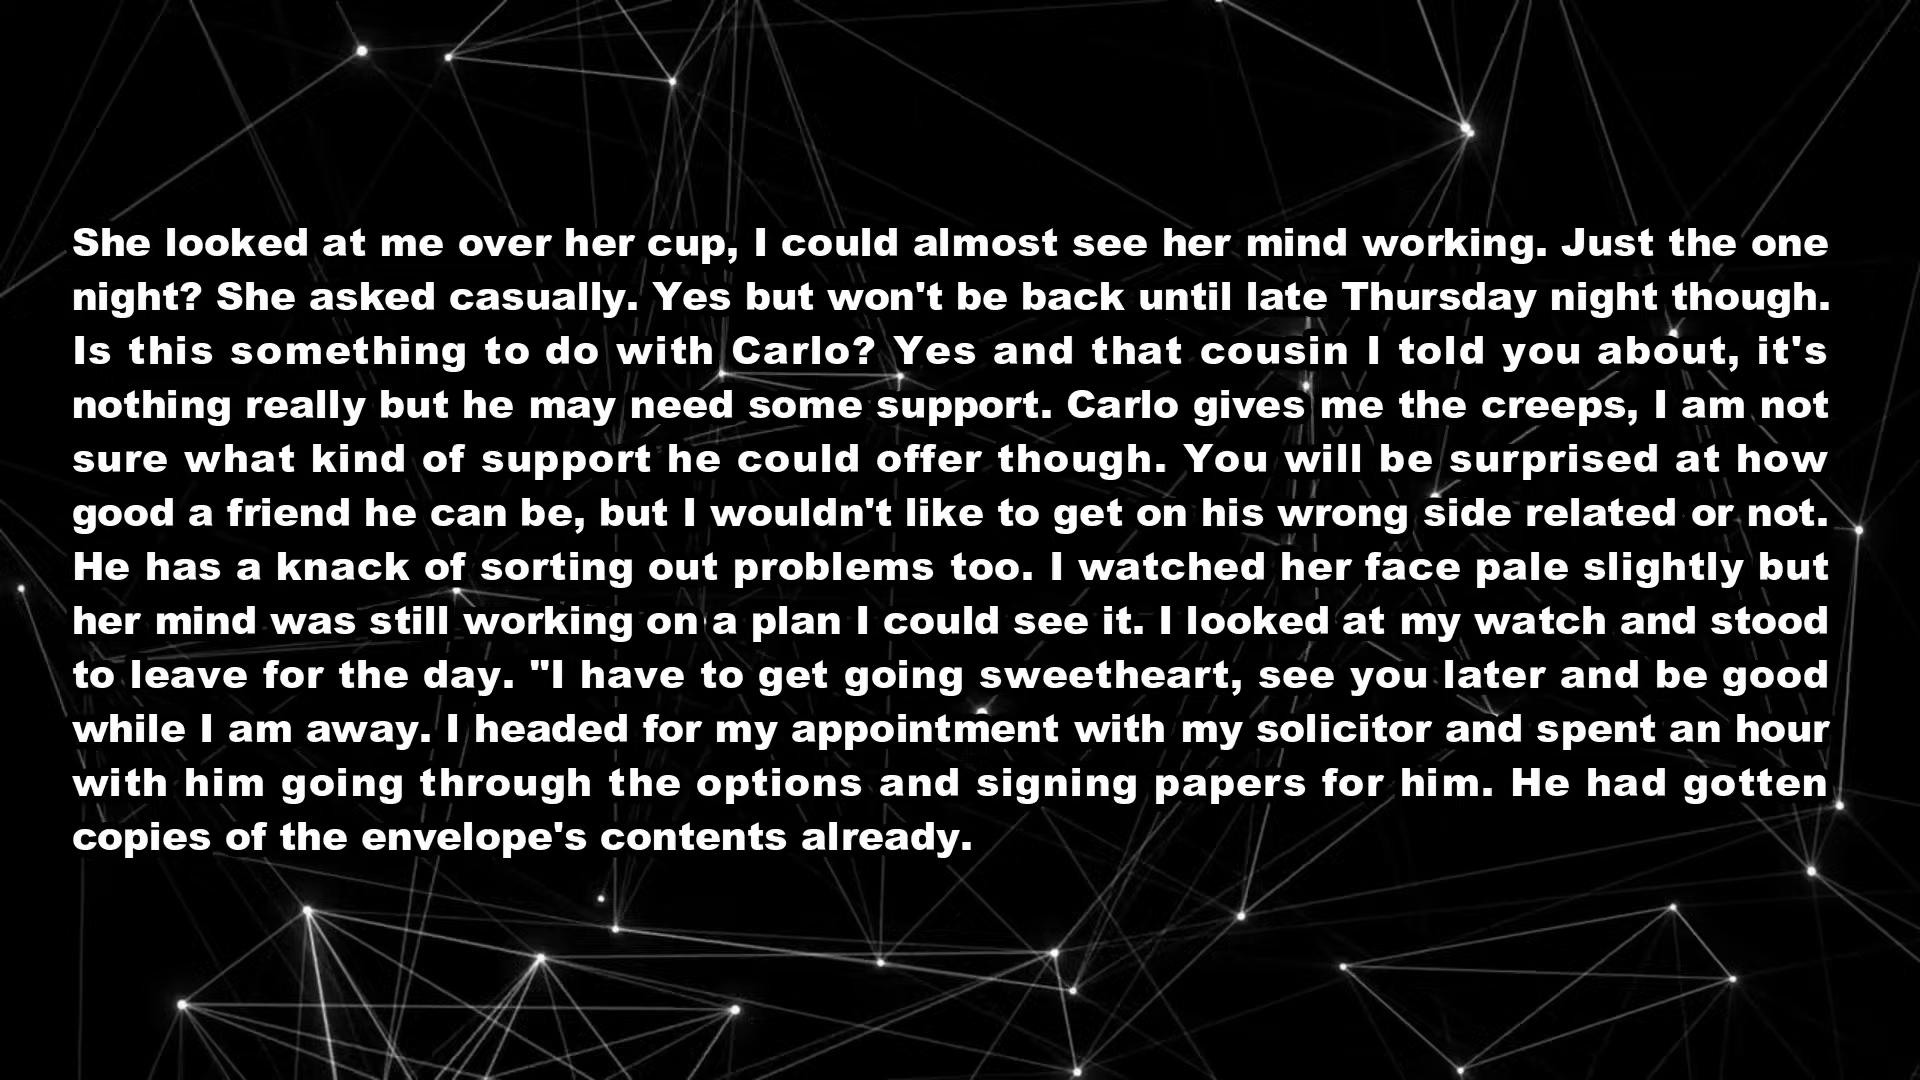 She looked at me over her cup, I could almost see her mind working. Just the one
night? She asked casually. Yes but won't be back until late Thursday night though.
Is this something to do with Carlo? Yes and that cousin I told you about, it's
nothing really but he may need some support. Carlo gives me the creeps, I am not
sure what kind of support he could offer though. You will be surprised at how
good a friend he can be, but I wouldn't like to get on his wrong side related or not.
He has a knack of sorting out problems too. I watched her face pale slightly but
her mind was still working on a plan I could see it. I looked at my watch and stood
to leave for the day. "I have to get going sweetheart, see you later and be good
while I am away. I headed for my appointment with my solicitor and spent an hour
with him going through the options and signing papers for him. He had gotten
copies of the envelope's contents already.